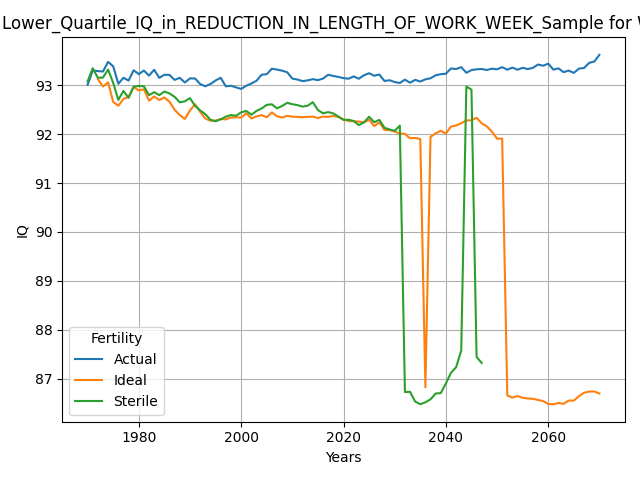 Lower_Quartile_IQ_in_REDUCTION_IN_LENGTH_OF_WORK_WEEK_Sample for
IQ
93
92
91
90
89
88
87
Fertility
Actual
Ideal
Sterile
1980
2000
2020
2040
2060
Years